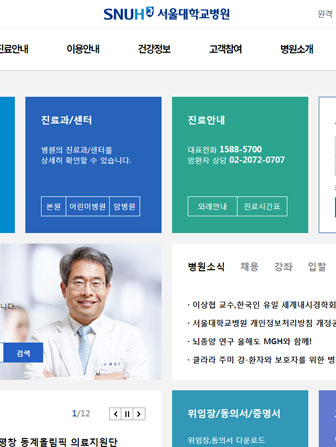 SNUH 서울대학교병원
원격
진료안내
이용안내
건강정보
고객참여
병원소개
진료과/센터
병원의 진료과/센터를
상세히 확인할 수 있습니다.
본원
어린이병원
암병원
진료안내
대표전화 1588-5700
암환자 상담 02-2072-0707
외래안내
진료시간표
니다.
검색
병원소식
채용
강좌
입찰
· 이상협 교수,한국인 유일 세계내시경학회
· 서울대학교병원 개인정보처리방침 개정공
· 뇌종양 연구 올해도 MGH와 함께!
· 클라라 주미 강-환자와 보호자를 위한 병
1/12
평창 동계올림픽 의료지원단
위임장/동의서/증명서
위임장,동의서 다운로드